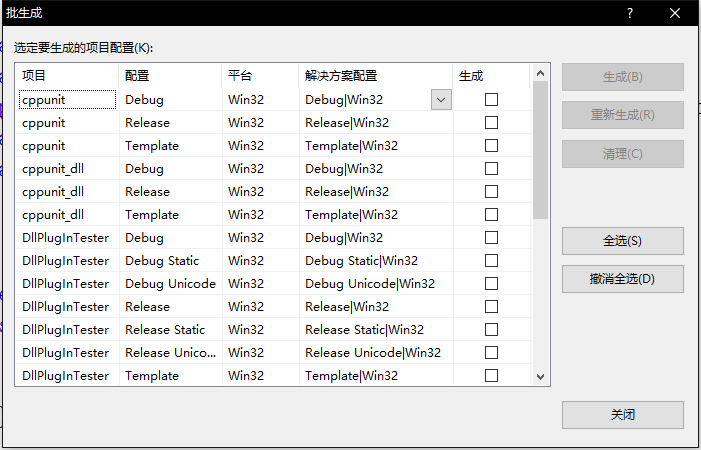 批生成
选定要生成的项目配置(K):
项目 配置 平台 解决方案配置 生成
cppunit Debug Win32 Debug|Win32
cppunit Release Win32 Release|Win32
cppunit Template Win32 Template|Win32
cppunit_dll Debug Win32 Debug|Win32
cppunit_dll Release Win32 Release|Win32
cppunit_dll Template Win32 Template|Win32
DllPlugInTester Debug Win32 Debug|Win32
DllPlugInTester Debug Static Win32 Debug Static|Win32
DllPlugInTester Debug Unicode Win32 Debug Unicode|Win32
DllPlugInTester Release Win32 Release|Win32
DllPlugInTester Release Static Win32 Release Static|Win32
DllPlugInTester Release Unico... Win32 Release Unicode|Win32
DllPlugInTester Template Win32 Template|Win32
生成(B)
重新生成(R)
清理(C)
全选(S)
撤消全选(D)
关闭